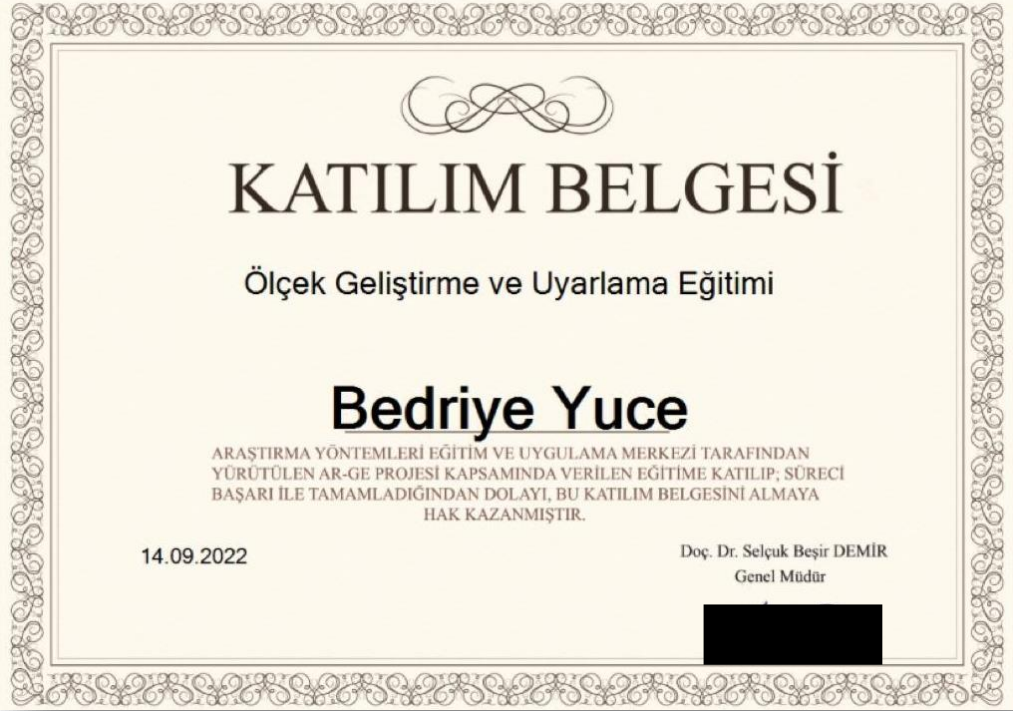 KATILIM BELGESİ
Ölçek Geliştirme ve Uyarlama Eğitimi
Bedriye Yuce
ARAŞTIRMA YÖNTEMLERİ EĞİTİM VE UYGULAMA MERKEZİ TARAFINDAN
YÜRÜTÜLEN AR-GE PROJESİ KAPSAMINDA VERİLEN EĞİTİME KATILIP; SÜRECİ
BAŞARI İLE TAMAMLADIĞINDAN DOLAYI, BU KATILIM BELGESİNİ ALMAYA
HAK KAZANMIŞTIR.
14.09.2022
Doç. Dr. Selçuk Beşir DEMİR
Genel Müdür